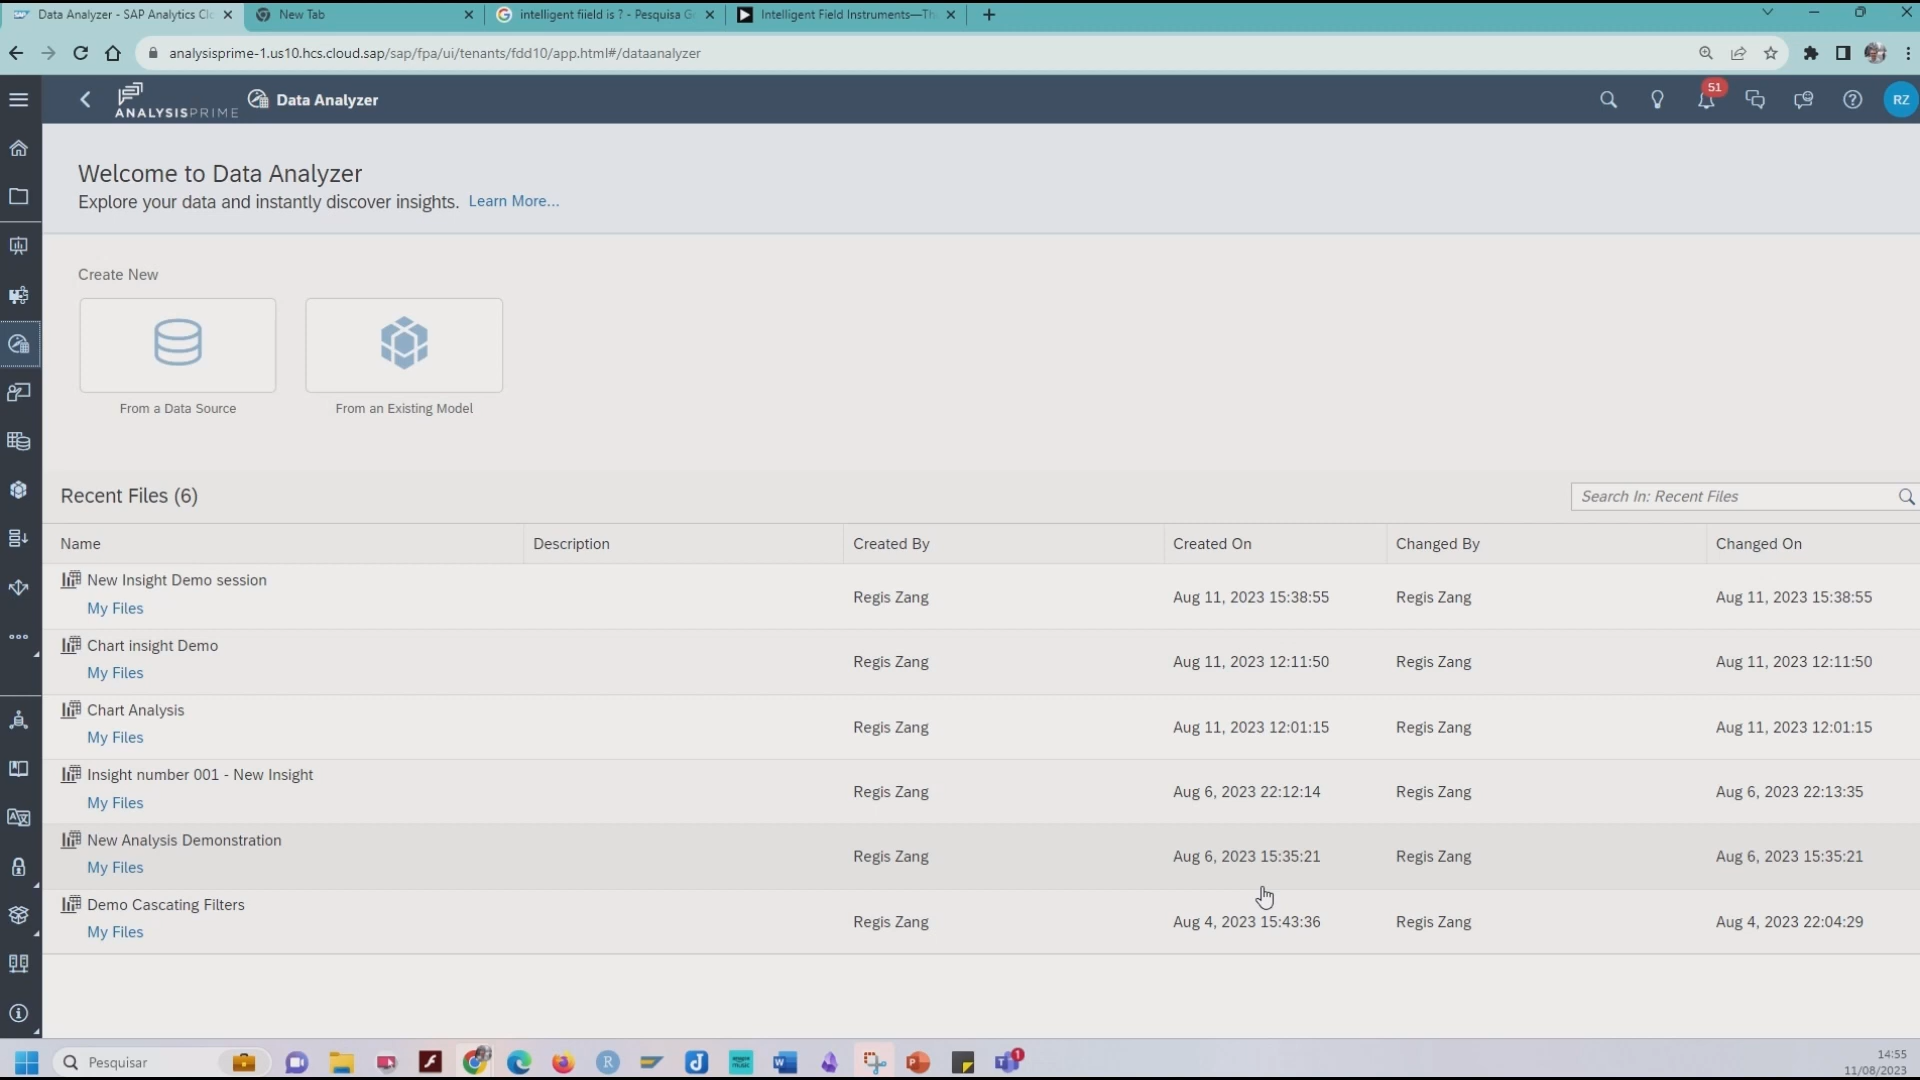 Data Analyzer - SAP Analytics Clo
New Tab
intelligent fiield is ? - Pesquisa Go
Intelligent Field Instruments—Th
analysisprime-1.us10.hcs.cloud.sap/sap/fpa/ui/tenants/fdd10/app.html#/dataanalyzer
ANALYSISPRIME
Data Analyzer
51
RZ
Welcome to Data Analyzer
Explore your data and instantly discover insights. Learn More...
Create New
From a Data Source
From an Existing Model
Recent Files (6)
Search In: Recent Files
Name Description Created By Created On Changed By Changed On
New Insight Demo session
My Files
Regis Zang Aug 11, 2023 15:38:55 Regis Zang Aug 11, 2023 15:38:55
Chart insight Demo
My Files
Regis Zang Aug 11, 2023 12:11:50 Regis Zang Aug 11, 2023 12:11:50
Chart Analysis
My Files
Regis Zang Aug 11, 2023 12:01:15 Regis Zang Aug 11, 2023 12:01:15
Insight number 001 - New Insight
My Files
Regis Zang Aug 6, 2023 22:12:14 Regis Zang Aug 6, 2023 22:13:35
New Analysis Demonstration
My Files
Regis Zang Aug 6, 2023 15:35:21 Regis Zang Aug 6, 2023 15:35:21
Demo Cascating Filters
My Files
Regis Zang Aug 4, 2023 15:43:36 Regis Zang Aug 4, 2023 22:04:29
Pesquisar
14:55
11/08/2023